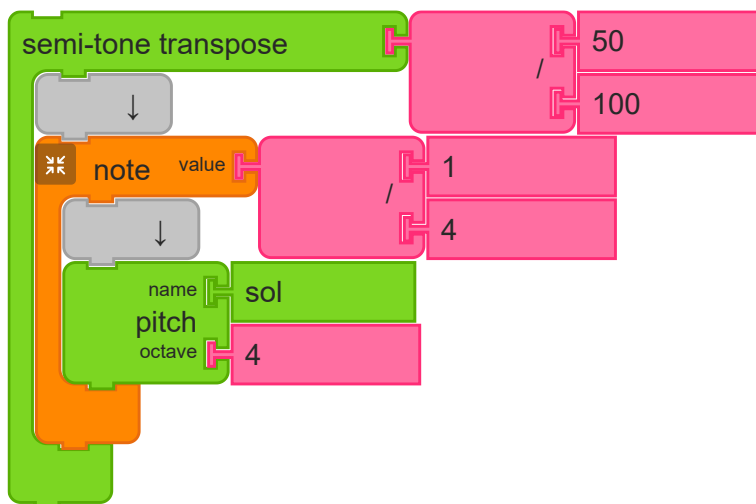 semi-tone transpose
50
/
100
↓
note value
1
/
4
↓
name sol
pitch
octave 4